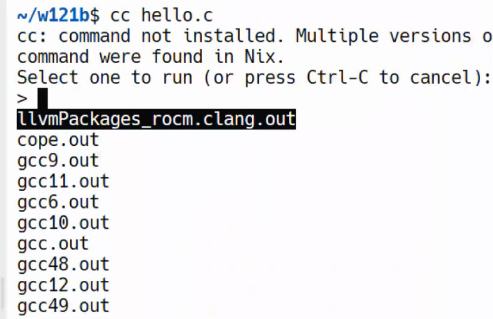 ~/w121b$ cc hello.c
cc: command not installed. Multiple versions o
command were found in Nix.
Select one to run (or press Ctrl-C to cancel):
>
llvmPackages_rocm.clang.out
cope.out
gcc9.out
gcc11.out
gcc6.out
gcc10.out
gcc.out
gcc48.out
gcc12.out
gcc49.out